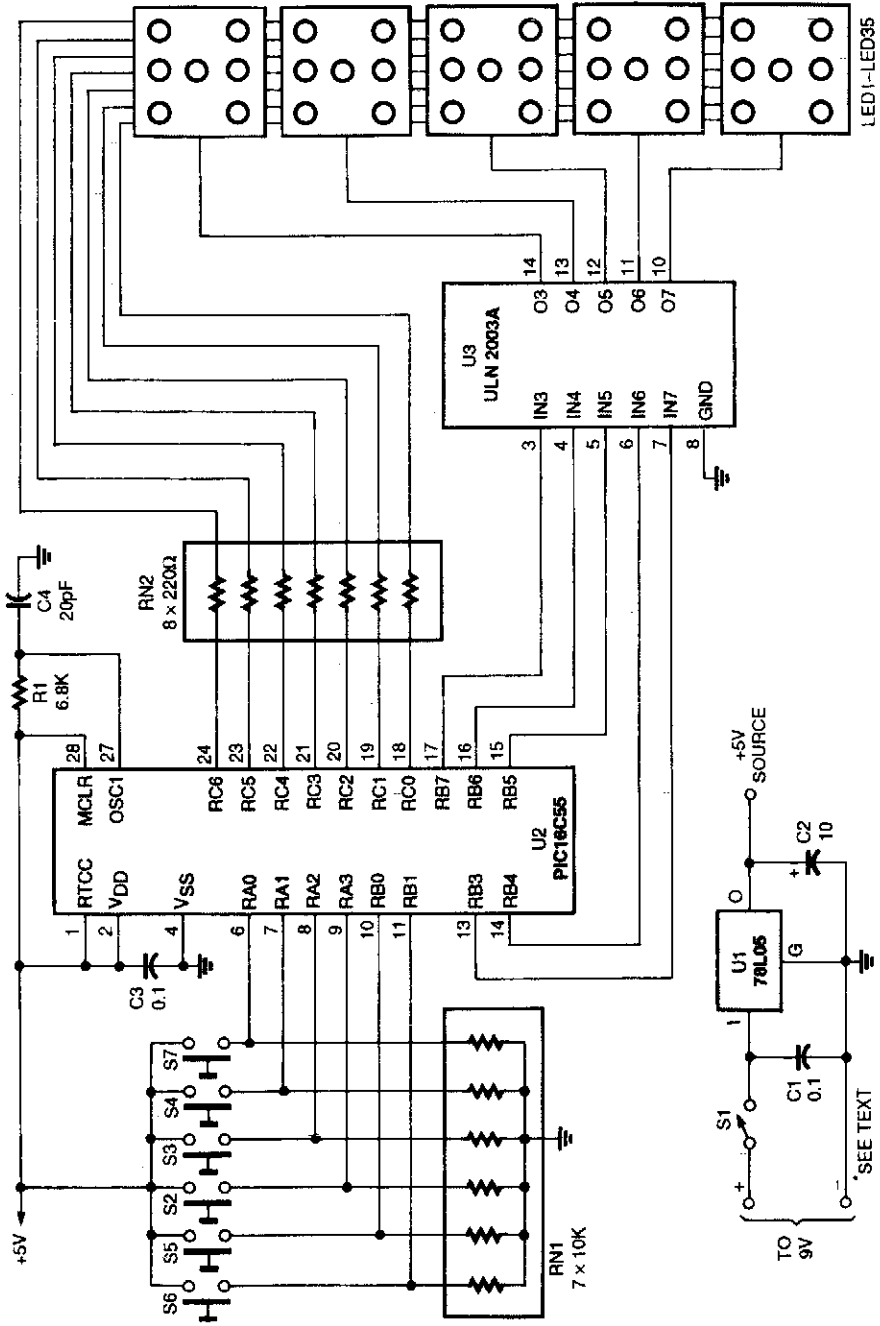 +5V
S6
S5
S2
S3
S4
S7
RN1
7 x 10K
C3
0.1
1
2
4
6
7
8
9
10
11
13
14
RTCC
VDD
VSS
RA0
RA1
RA2
RA3
RB0
RB1
RB3
RB4
MCLR
OSC1
RC6
RC5
RC4
RC3
RC2
RC1
RC0
RB7
RB6
RB5
U2
PIC16C55
28
27
24
23
22
21
20
19
18
17
16
15
R1
6.8K
C4
20pF
RN2
8 x 220Ω
3
4
5
6
7
8
IN3
IN4
IN5
IN6
IN7
GND
U3
ULN 2003A
O3
O4
O5
O6
O7
14
13
12
11
10
LED1-LED35
TO
9V
+
-
S1
C1
0.1
*SEE TEXT
1
U1
78L05
O
G
+
C2
10
+5V
SOURCE